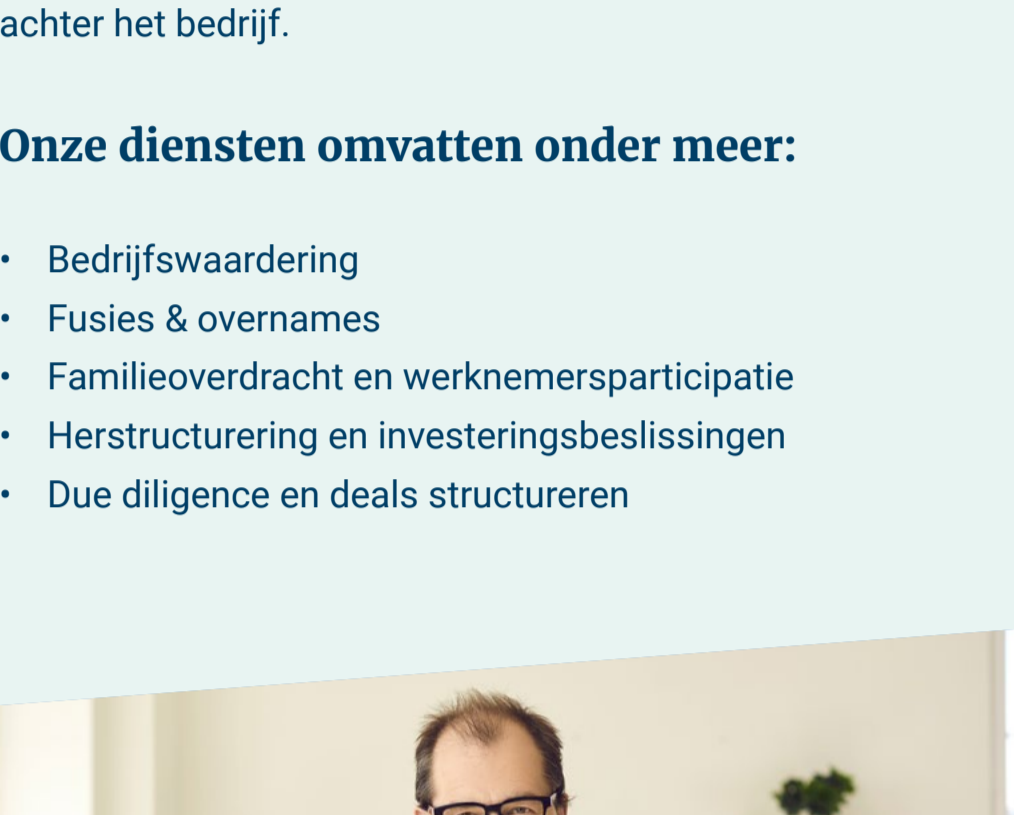 achter het bedrijf.
Onze diensten omvatten onder meer:
• Bedrijfswaardering
• Fusies & overnames
• Familieoverdracht en werknemersparticipatie
• Herstructurering en investeringsbeslissingen
• Due diligence en deals structureren